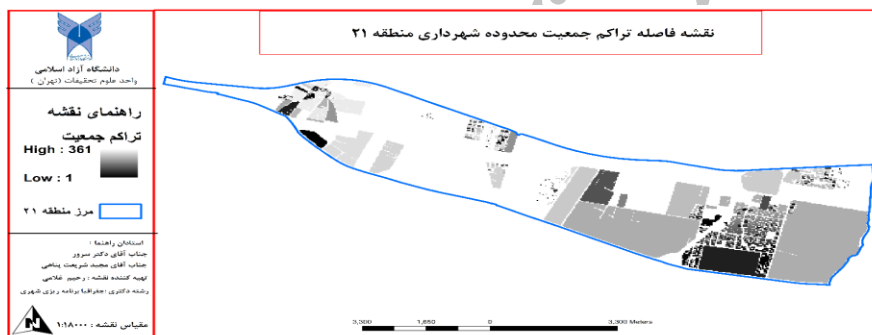 نقشه فاصله تراکم جمعیت محدوده شهرداری منطقه ۲۱
دانشگاه آزاد اسلامی
واحد علوم تحقیقات (تهران )
راهنمای نقشه
تراکم جمعیت
High : 361
Low : 1
مرز منطقه ۲۱
استادان راهنما :
جناب آقای دکتر سرور
جناب آقای محمد شریعت پناهی
تهیه کننده نقشه : رحیم غلامی
رشته دکتری :جغرافیا برنامه ریزی شهری
N
مقیاس نقشه : ۱:۱۸۰۰۰
3,300 1,650 0 3,300 Meters